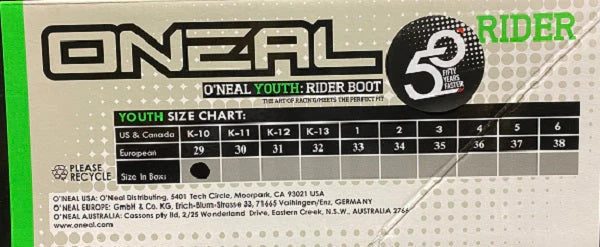 ONEAL
50
FIFTY
YEARS
FASTER
RIDER
O'NEAL YOUTH: RIDER BOOT
THE ART OF RACING MEETS THE PERFECT FIT
YOUTH SIZE CHART:
US & Canada K-10 K-11 K-12 K-13 1 2 3 4 5 6
European 29 30 31 32 33 34 35 36 37 38
PLEASE
RECYCLE
Size In Box:
O'NEAL USA: O'Neal Distributing, 5401 Tech Circle, Moorpark, CA 93021 USA
O'NEAL EUROPE: GmbH & Co. KG, Erich-Blum-Strasse 33, 71665 Vaihingen/Enz, GERMANY
O'NEAL AUSTRALIA: Cassons pty ltd, 2/25 Wonderland Drive, Eastern Creek, N.S.W., AUSTRALIA 2766
www.oneal.com